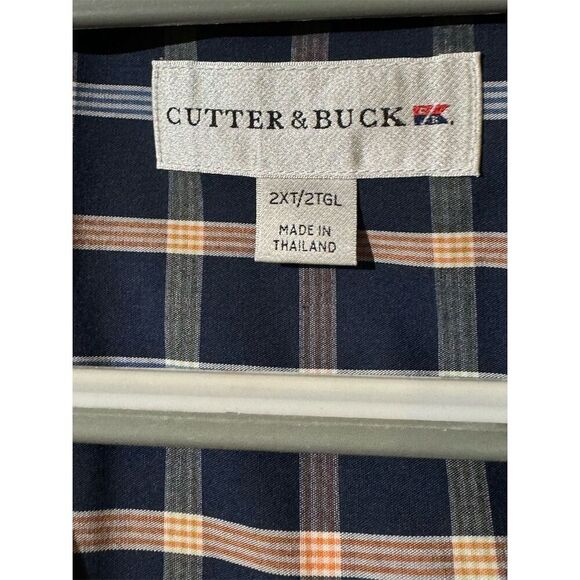 CUTTER & BUCK
2XT/2TGL
MADE IN
THAILAND